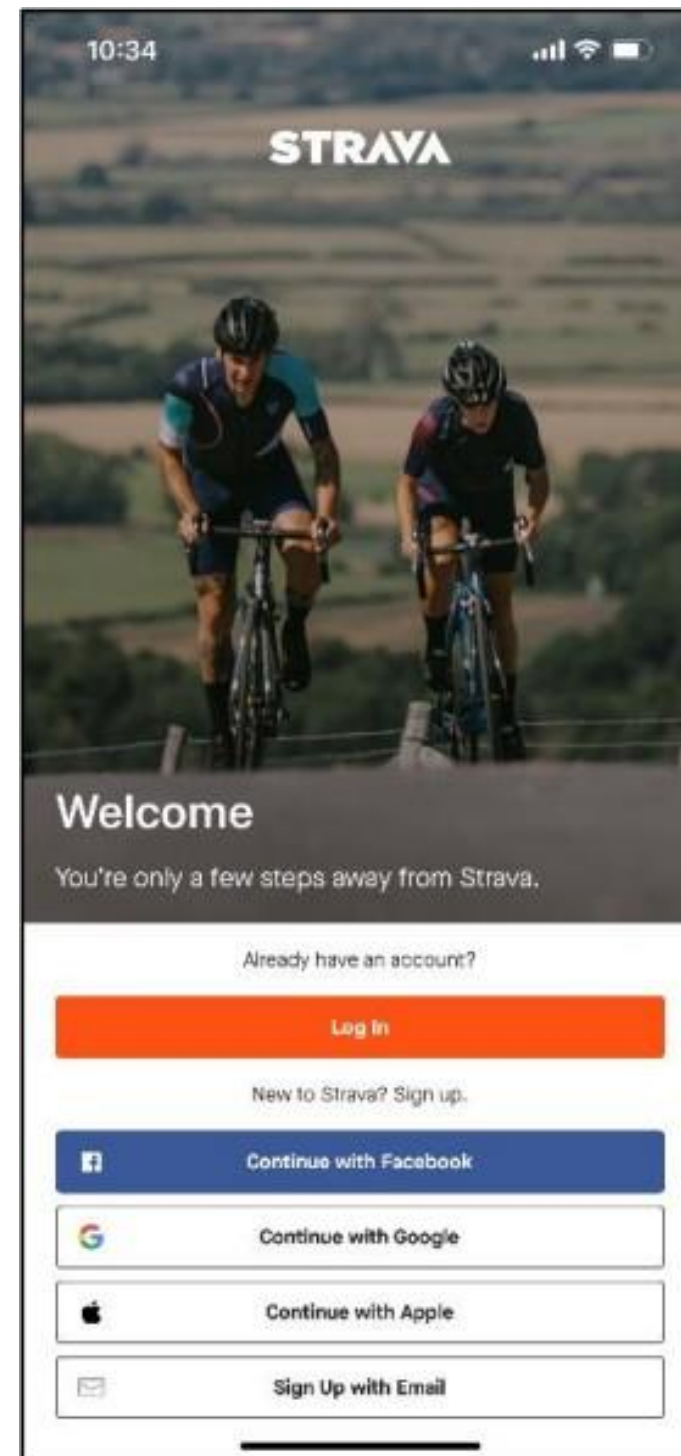 10:34
STRAVA
Welcome
You're only a few steps away from Strava.
Already have an account?
Log In
New to Strava? Sign up.
Continue with Facebook
Continue with Google
Continue with Apple
Sign Up with Email